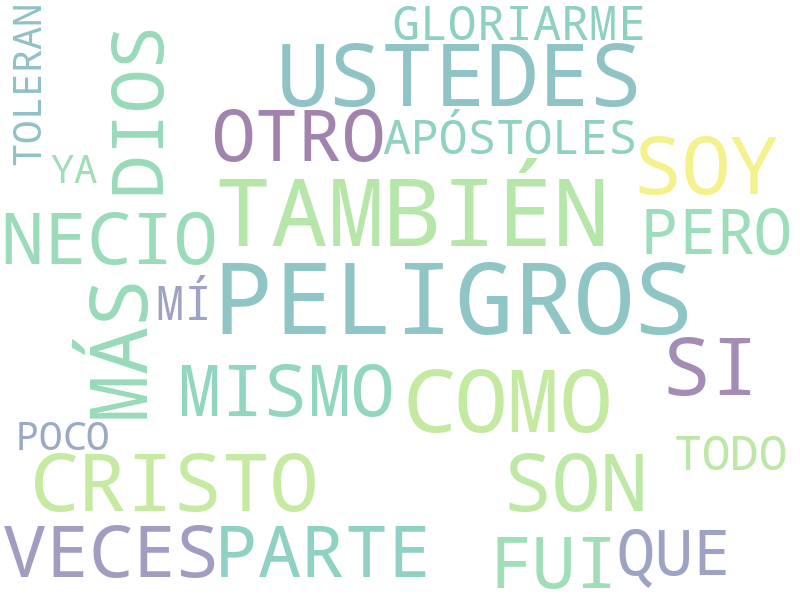 GLORIARME
TOLERAN
DIOS
USTEDES
OTRO
APÓSTOLES
YA
SOY
TAMBIÉN
NECIO
PERO
PELIGROS
MÍ
MÁS
SI
MISMO
COMO
POCO
TODO
CRISTO
SON
VECES
PARTE
FUI
QUE